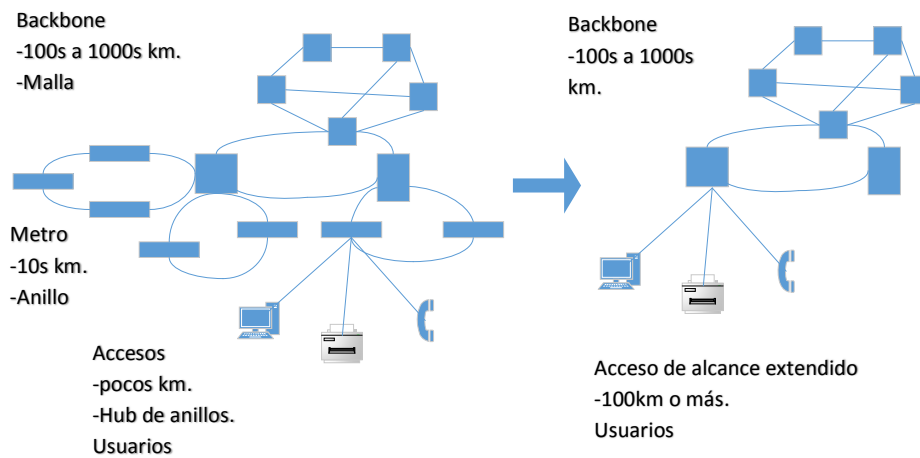 Backbone
-100s a 1000s km.
-Malla
Metro
-10s km.
-Anillo
Accesos
-pocos km.
-Hub de anillos.
Usuarios
Backbone
-100s a 1000s
km.
Acceso de alcance extendido
-100km o más.
Usuarios